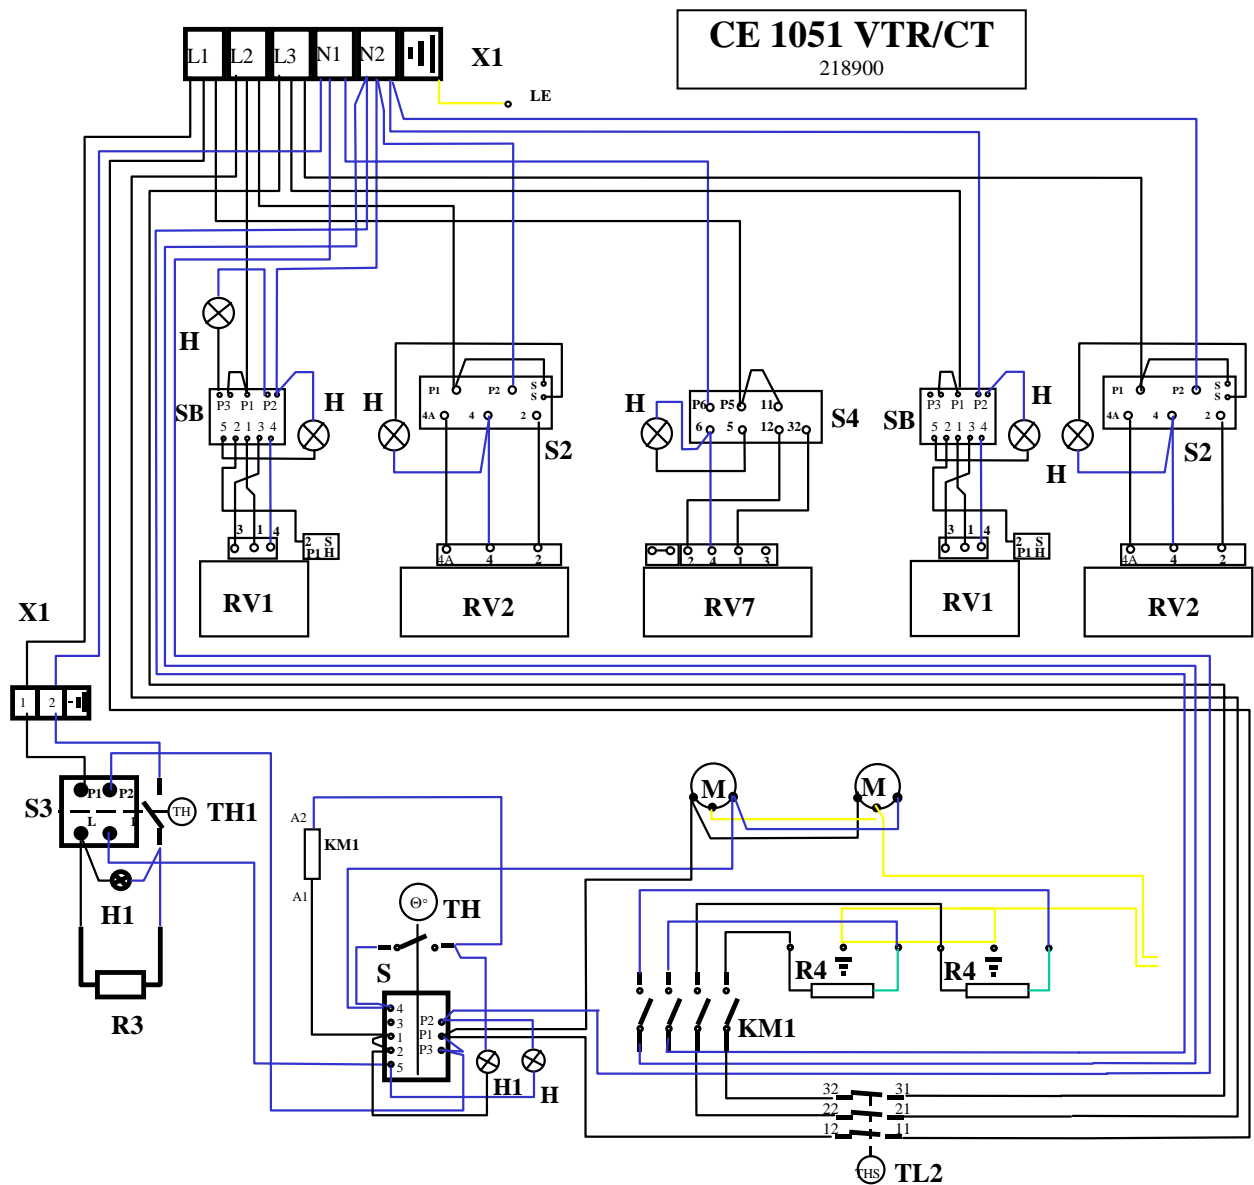 CE 1051 VTR/CT
218900
L1 L2 L3 N1 N2
X1
LE
H
P3 P1 P2
SB
5 2 1 3 4
H
3 1 4
2 S
P1 H
RV1
H
P1 P2 S
S
4A 4 2
S2
4A 4 2
RV2
H
P6 P5 11
6 5 12 32
S4
2 4 1 3
RV7
P3 P1 P2
SB
5 2 1 3 4
H
3 1 4
2 S
P1 H
RV1
H
P1 P2 S
S
4A 4 2
S2
4A 4 2
RV2
X1
1 2
S3
P1 P2
L 1
TH
TH1
H1
R3
A2
KM1
A1
Θ°
TH
S
4
3
1
2
5
P2
P1
P3
H1
H
M
M
R4
R4
KM1
32 31
22 21
12 11
THS
TL2